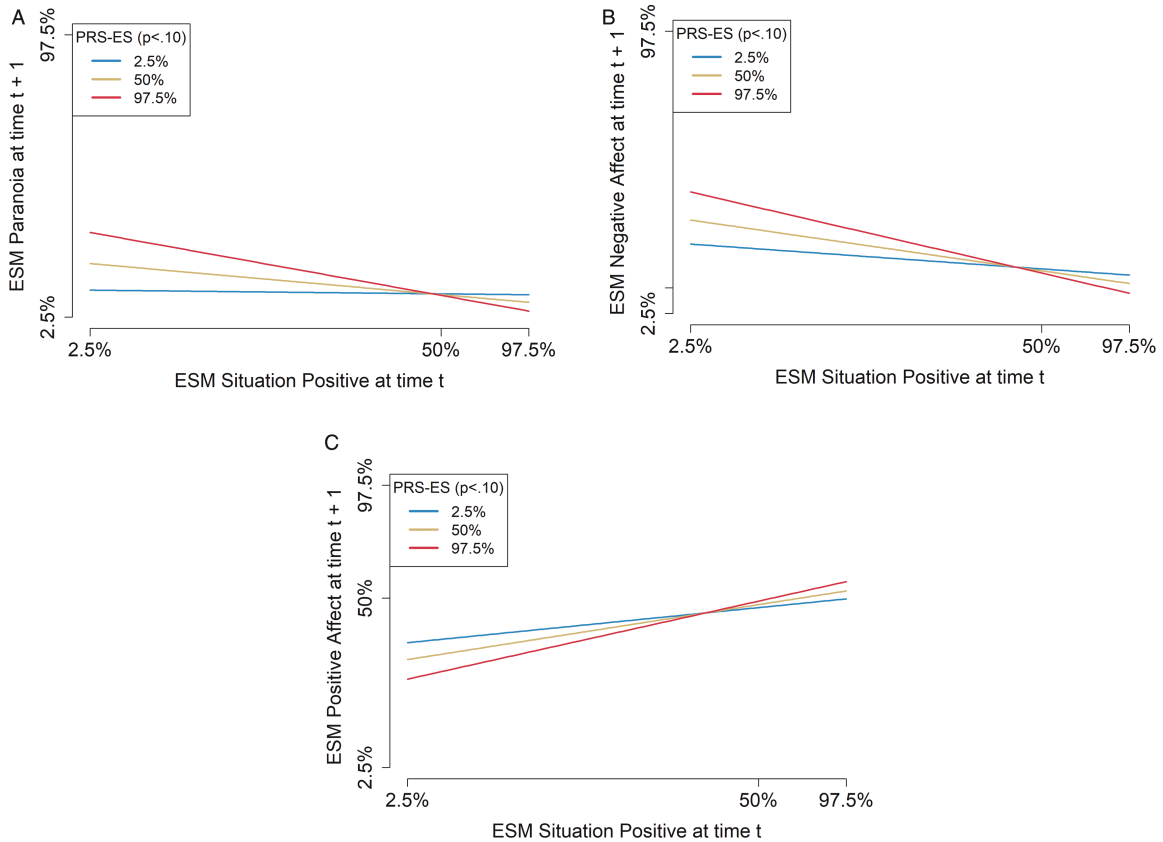 A
ESM Paranoia at time t + 1
97.5%
2.5%
PRS-ES (p<.10)
2.5%
50%
97.5%
2.5%
50%
97.5%
ESM Situation Positive at time t
B
ESM Negative Affect at time t + 1
97.5%
2.5%
PRS-ES (p<.10)
2.5%
50%
97.5%
2.5%
50%
97.5%
ESM Situation Positive at time t
C
ESM Positive Affect at time t + 1
97.5%
50%
2.5%
PRS-ES (p<.10)
2.5%
50%
97.5%
2.5%
50%
97.5%
ESM Situation Positive at time t